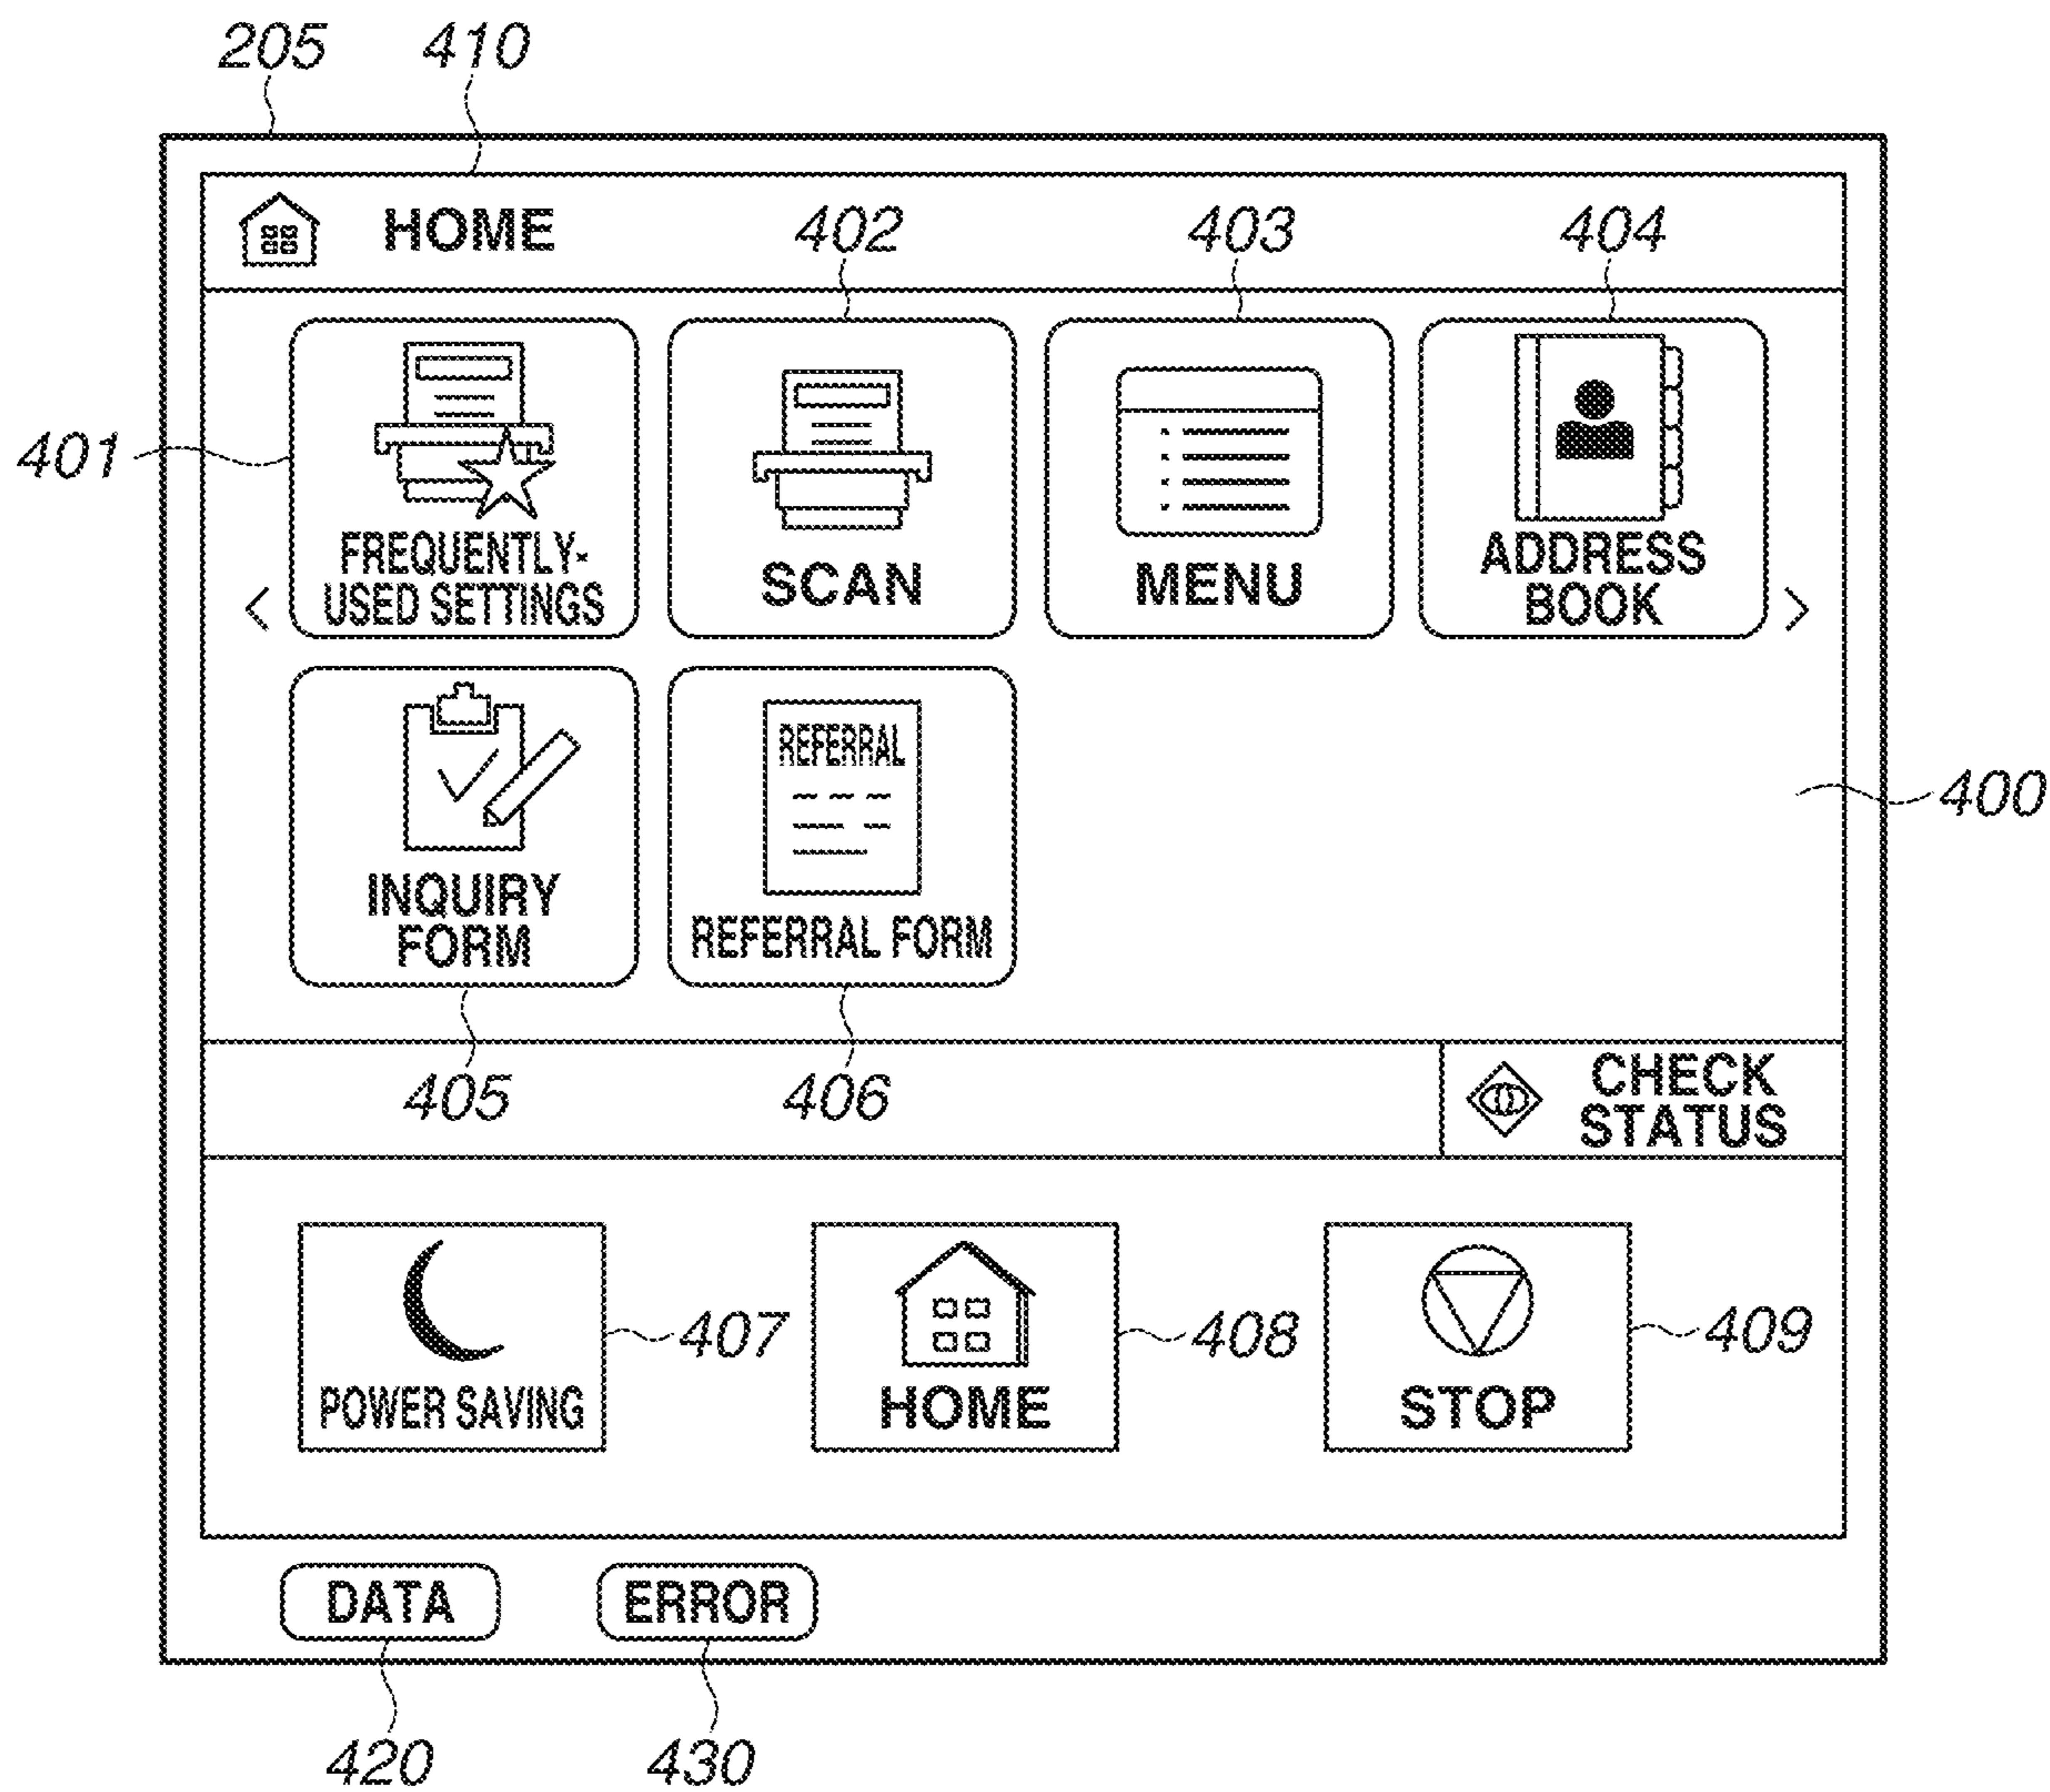 205 410
HOME
402 403 404
401
FREQUENTLY-
USED SETTINGS
SCAN
MENU
ADDRESS
BOOK
<
>
REFERRAL
400
INQUIRY
FORM
REFERRAL FORM
405 406
CHECK
STATUS
407 408 409
POWER SAVING
HOME
STOP
DATA
ERROR
420 430